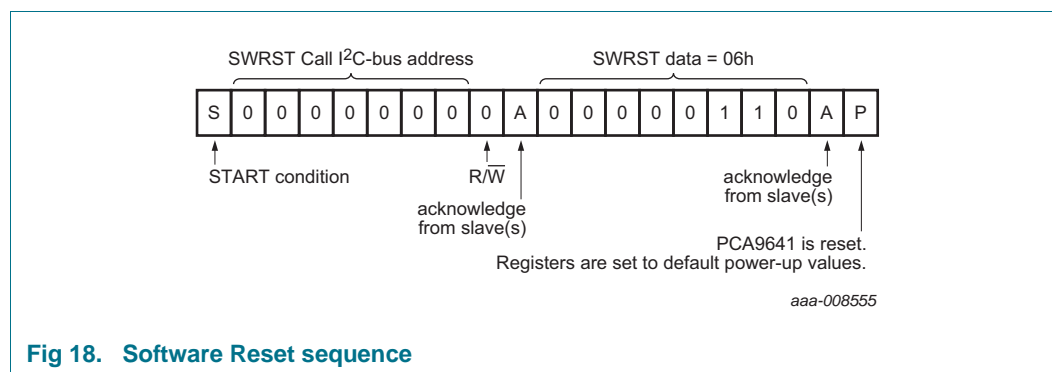 SWRST Call I2C-bus address SWRST data = 06h
S 0 0 0 0 0 0 0 0 A 0 0 0 0 0 1 1 0 A P
START condition R/W acknowledge
acknowledge from slave(s)
from slave(s)
PCA9641 is reset.
Registers are set to default power-up values.
aaa-008555
Fig 18. Software Reset sequence